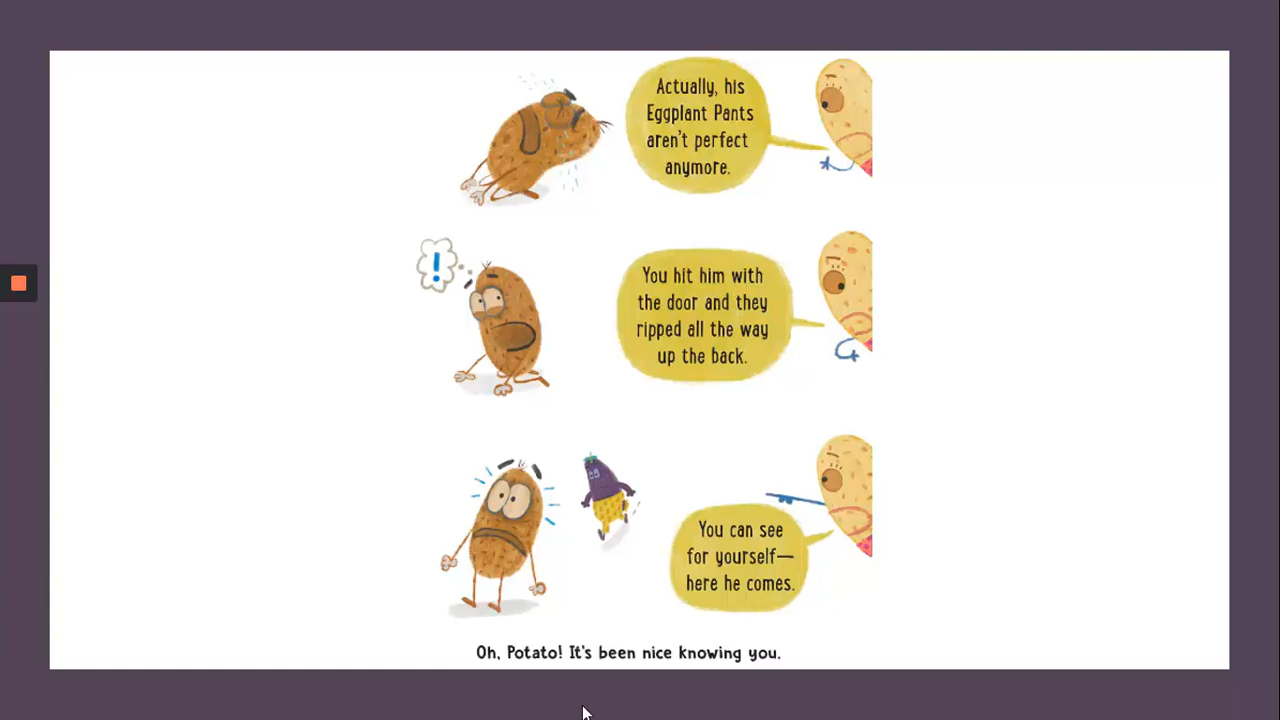 Actually, his
Eggplant Pants
aren't perfect
anymore.
!
You hit him with
the door and they
ripped all the way
up the back.
You can see
for yourself—
here he comes.
Oh, Potato! It's been nice knowing you.